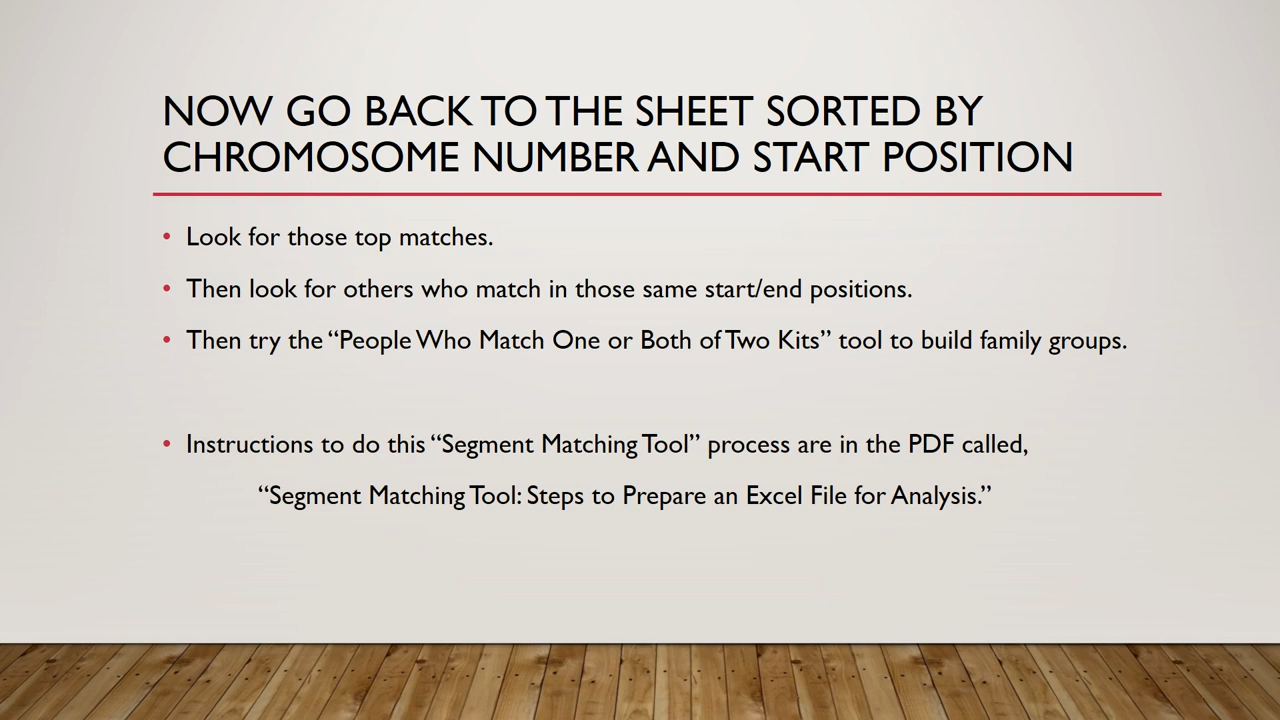 NOW GO BACK TO THE SHEET SORTED BY
CHROMOSOME NUMBER AND START POSITION
• Look for those top matches.
• Then look for others who match in those same start/end positions.
• Then try the “People Who Match One or Both of Two Kits” tool to build family groups.
• Instructions to do this “Segment Matching Tool” process are in the PDF called,
“Segment Matching Tool: Steps to Prepare an Excel File for Analysis.”